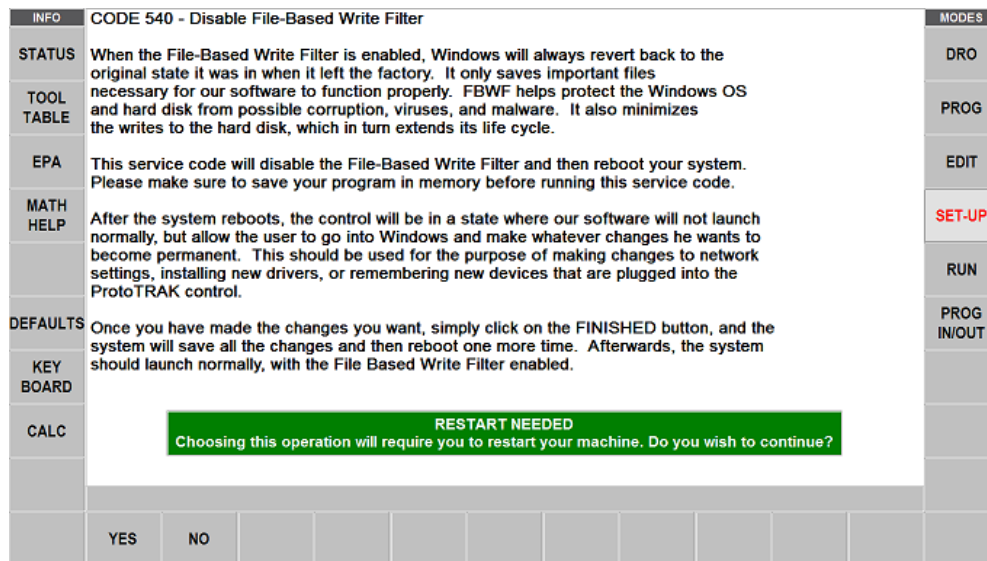 INFO
CODE 540 - Disable File-Based Write Filter
MODES
STATUS
When the File-Based Write Filter is enabled, Windows will always revert back to the
original state it was in when it left the factory. It only saves important files
necessary for our software to function properly. FBWF helps protect the Windows OS
and hard disk from possible corruption, viruses, and malware. It also minimizes
the writes to the hard disk, which in turn extends its life cycle.
DRO
TOOL
TABLE
PROG
EPA
This service code will disable the File-Based Write Filter and then reboot your system.
Please make sure to save your program in memory before running this service code.
EDIT
MATH
HELP
After the system reboots, the control will be in a state where our software will not launch
normally, but allow the user to go into Windows and make whatever changes he wants to
become permanent. This should be used for the purpose of making changes to network
settings, installing new drivers, or remembering new devices that are plugged into the
ProtoTRAK control.
SET-UP
RUN
DEFAULTS
Once you have made the changes you want, simply click on the FINISHED button, and the
system will save all the changes and then reboot one more time. Afterwards, the system
should launch normally, with the File Based Write Filter enabled.
PROG
IN/OUT
KEY
BOARD
CALC
RESTART NEEDED
Choosing this operation will require you to restart your machine. Do you wish to continue?
YES
NO